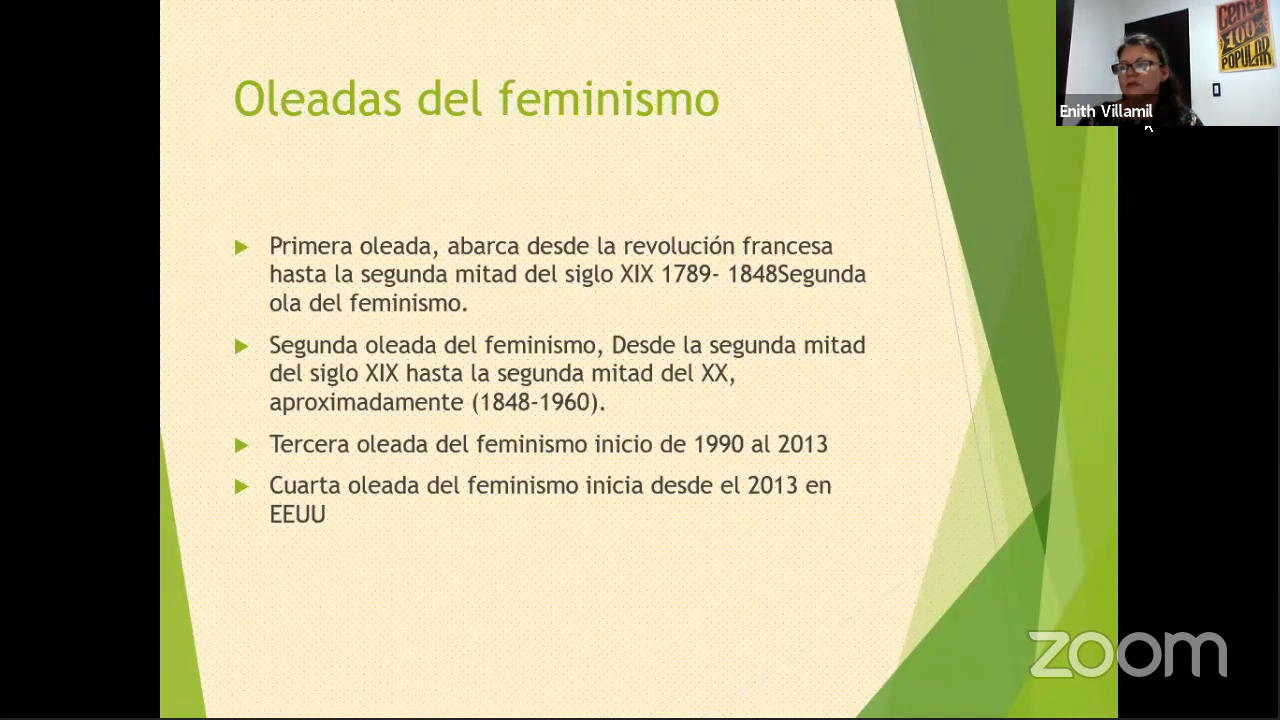 Oleadas del feminismo
Primera oleada, abarca desde la revolución francesa
hasta la segunda mitad del siglo XIX 1789- 1848Segunda
ola del feminismo.
Segunda oleada del feminismo, Desde la segunda mitad
del siglo XIX hasta la segunda mitad del XX,
aproximadamente (1848-1960).
Tercera oleada del feminismo inicio de 1990 al 2013
Cuarta oleada del feminismo inicia desde el 2013 en
EEUU
Cento
100
POPULAR
Enith Villamil
zoom